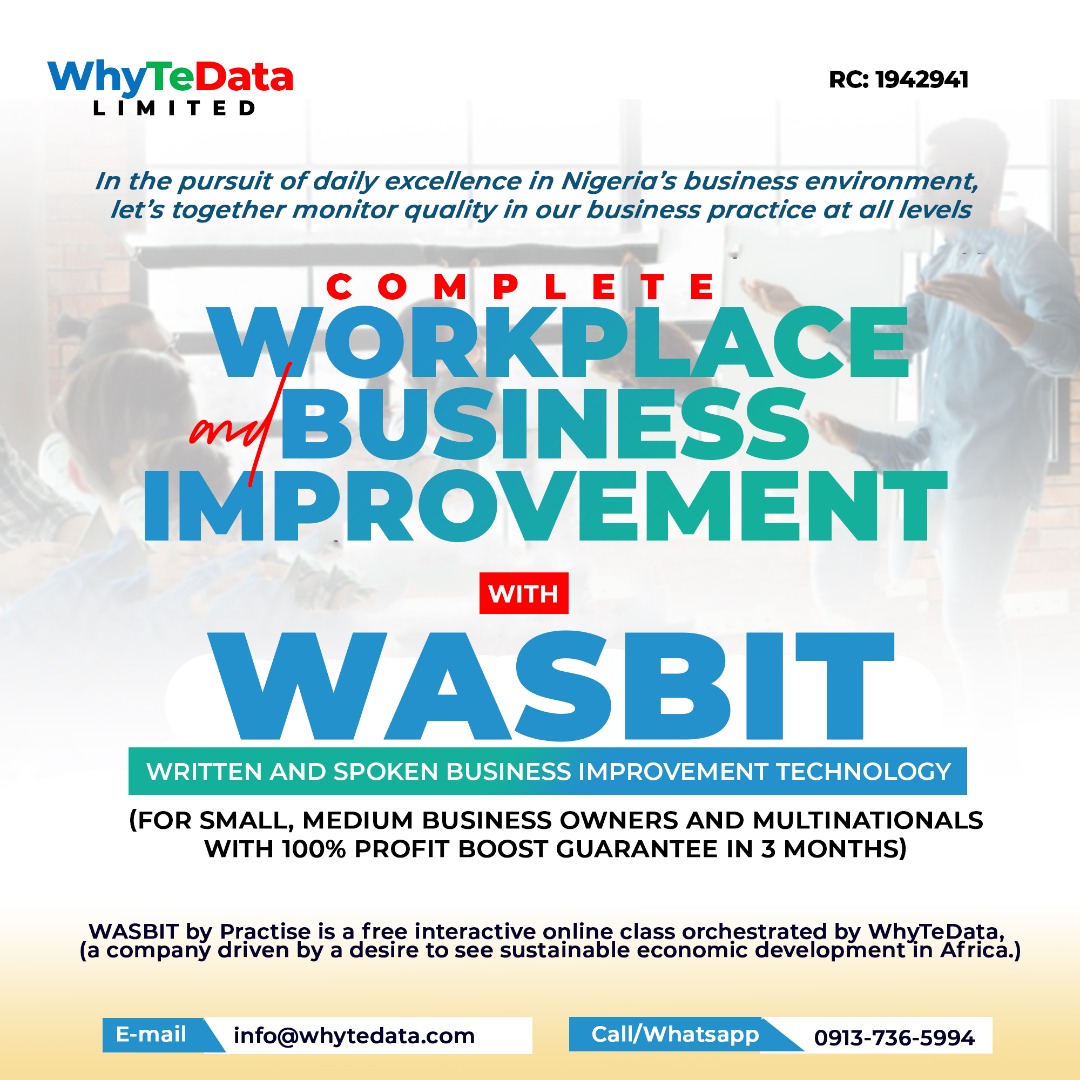 WhyTeData
LIMITED
RC: 1942941
In the pursuit of daily excellence in Nigeria's business environment,
let's together monitor quality in our business practice at all levels
COMPLETE
WORKPLACE
and BUSINESS
IMPROVEMENT
WITH
WASBIT
WRITTEN AND SPOKEN BUSINESS IMPROVEMENT TECHNOLOGY
(FOR SMALL, MEDIUM BUSINESS OWNERS AND MULTINATIONALS
WITH 100% PROFIT BOOST GUARANTEE IN 3 MONTHS)
WASBIT by Practise is a free interactive online class orchestrated by WhyTeData,
(a company driven by a desire to see sustainable economic development in Africa.)
E-mail info@whytedata.com
Call/Whatsapp 0913-736-5994